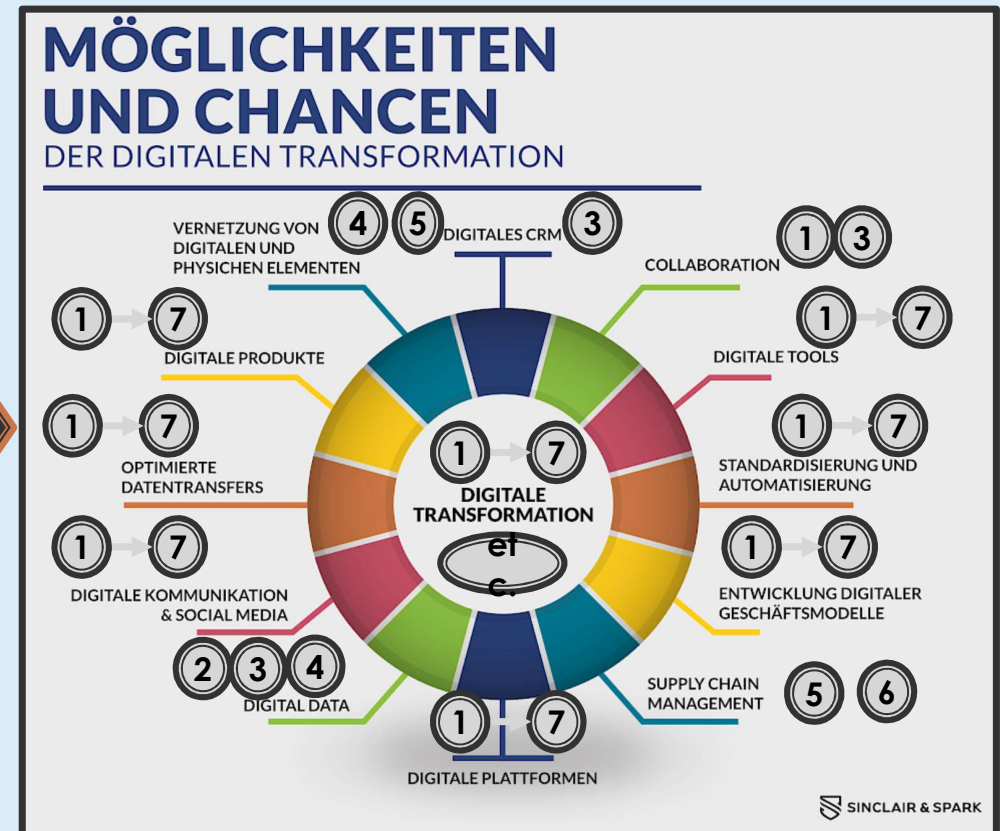 MÖGLICHKEITEN
UND CHANCEN
DER DIGITALEN TRANSFORMATION
VERNETZUNG VON
DIGITALEN UND
PHYSICHEN ELEMENTEN
4 5
DIGITALES CRM
3
COLLABORATION
1 3
1 7
DIGITALE PRODUKTE
1 7
DIGITALE TOOLS
1 7
OPTIMIERTE
DATENTRANSFERS
1 7
STANDARDISIERUNG UND
AUTOMATISIERUNG
1 7
DIGITALE
TRANSFORMATION
et
c.
1 7
DIGITALE KOMMUNIKATION
& SOCIAL MEDIA
1 7
ENTWICKLUNG DIGITALER
GESCHÄFTSMODELLE
2 3 4
DIGITAL DATA
SUPPLY CHAIN
MANAGEMENT
5 6
1 7
DIGITALE PLATTFORMEN
SINCLAIR & SPARK